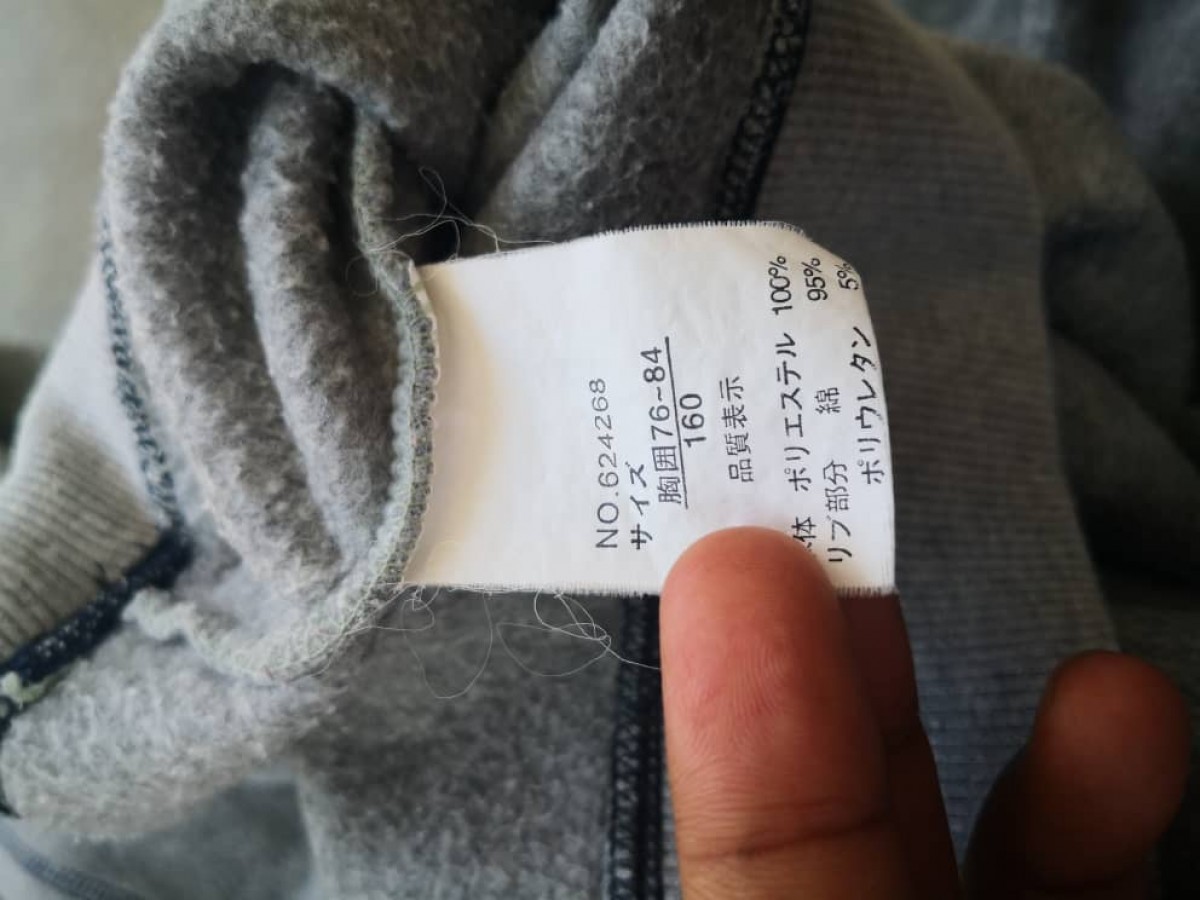 NO.624268
サイズ
胸囲76~84
160
品質表示
体 ポリエステル 100%
リブ部分 綿 95%
ポリウレタン 5%